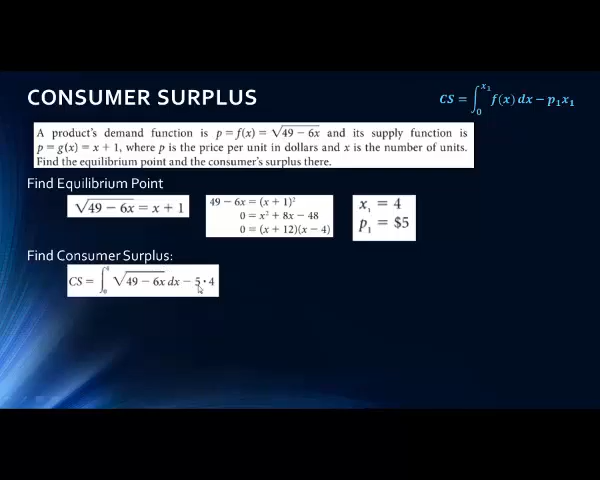 CONSUMER SURPLUS
CS = ∫₀^x₁ f(x) dx − p₁x₁
A product's demand function is p = f(x) = √(49 − 6x) and its supply function is
p = g(x) = x + 1, where p is the price per unit in dollars and x is the number of units.
Find the equilibrium point and the consumer's surplus there.
Find Equilibrium Point
√(49 − 6x) = x + 1
49 − 6x = (x + 1)²
0 = x² + 8x − 48
0 = (x + 12)(x − 4)
x₁ = 4
p₁ = $5
Find Consumer Surplus:
CS = ∫₀⁴ √(49 − 6x) dx − 5 · 4